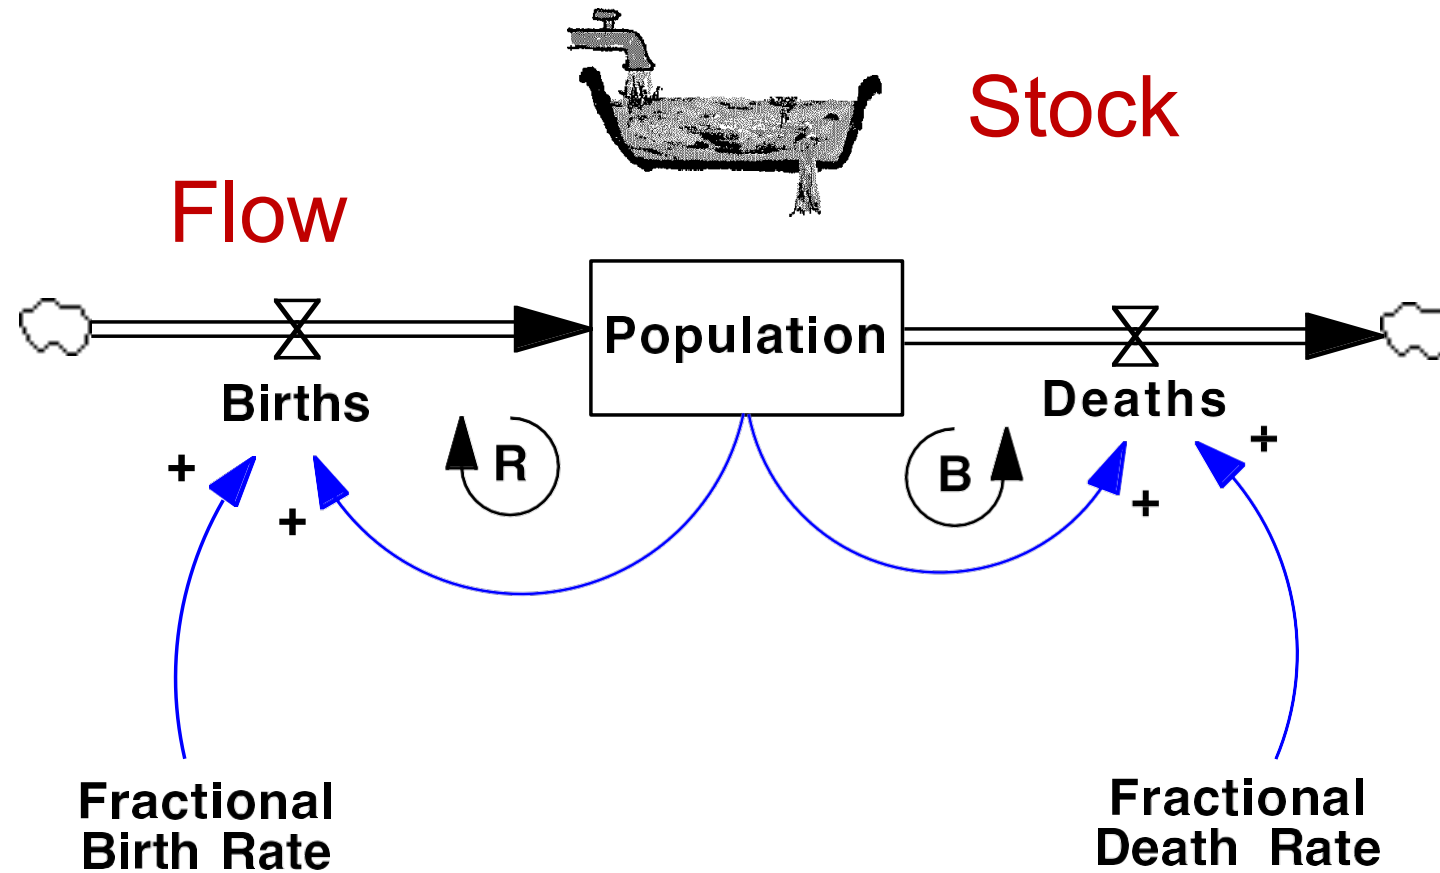 Stock
Flow
Population
Births
Deaths
+
+
R
B
+
+
Fractional
Birth Rate
Fractional
Death Rate